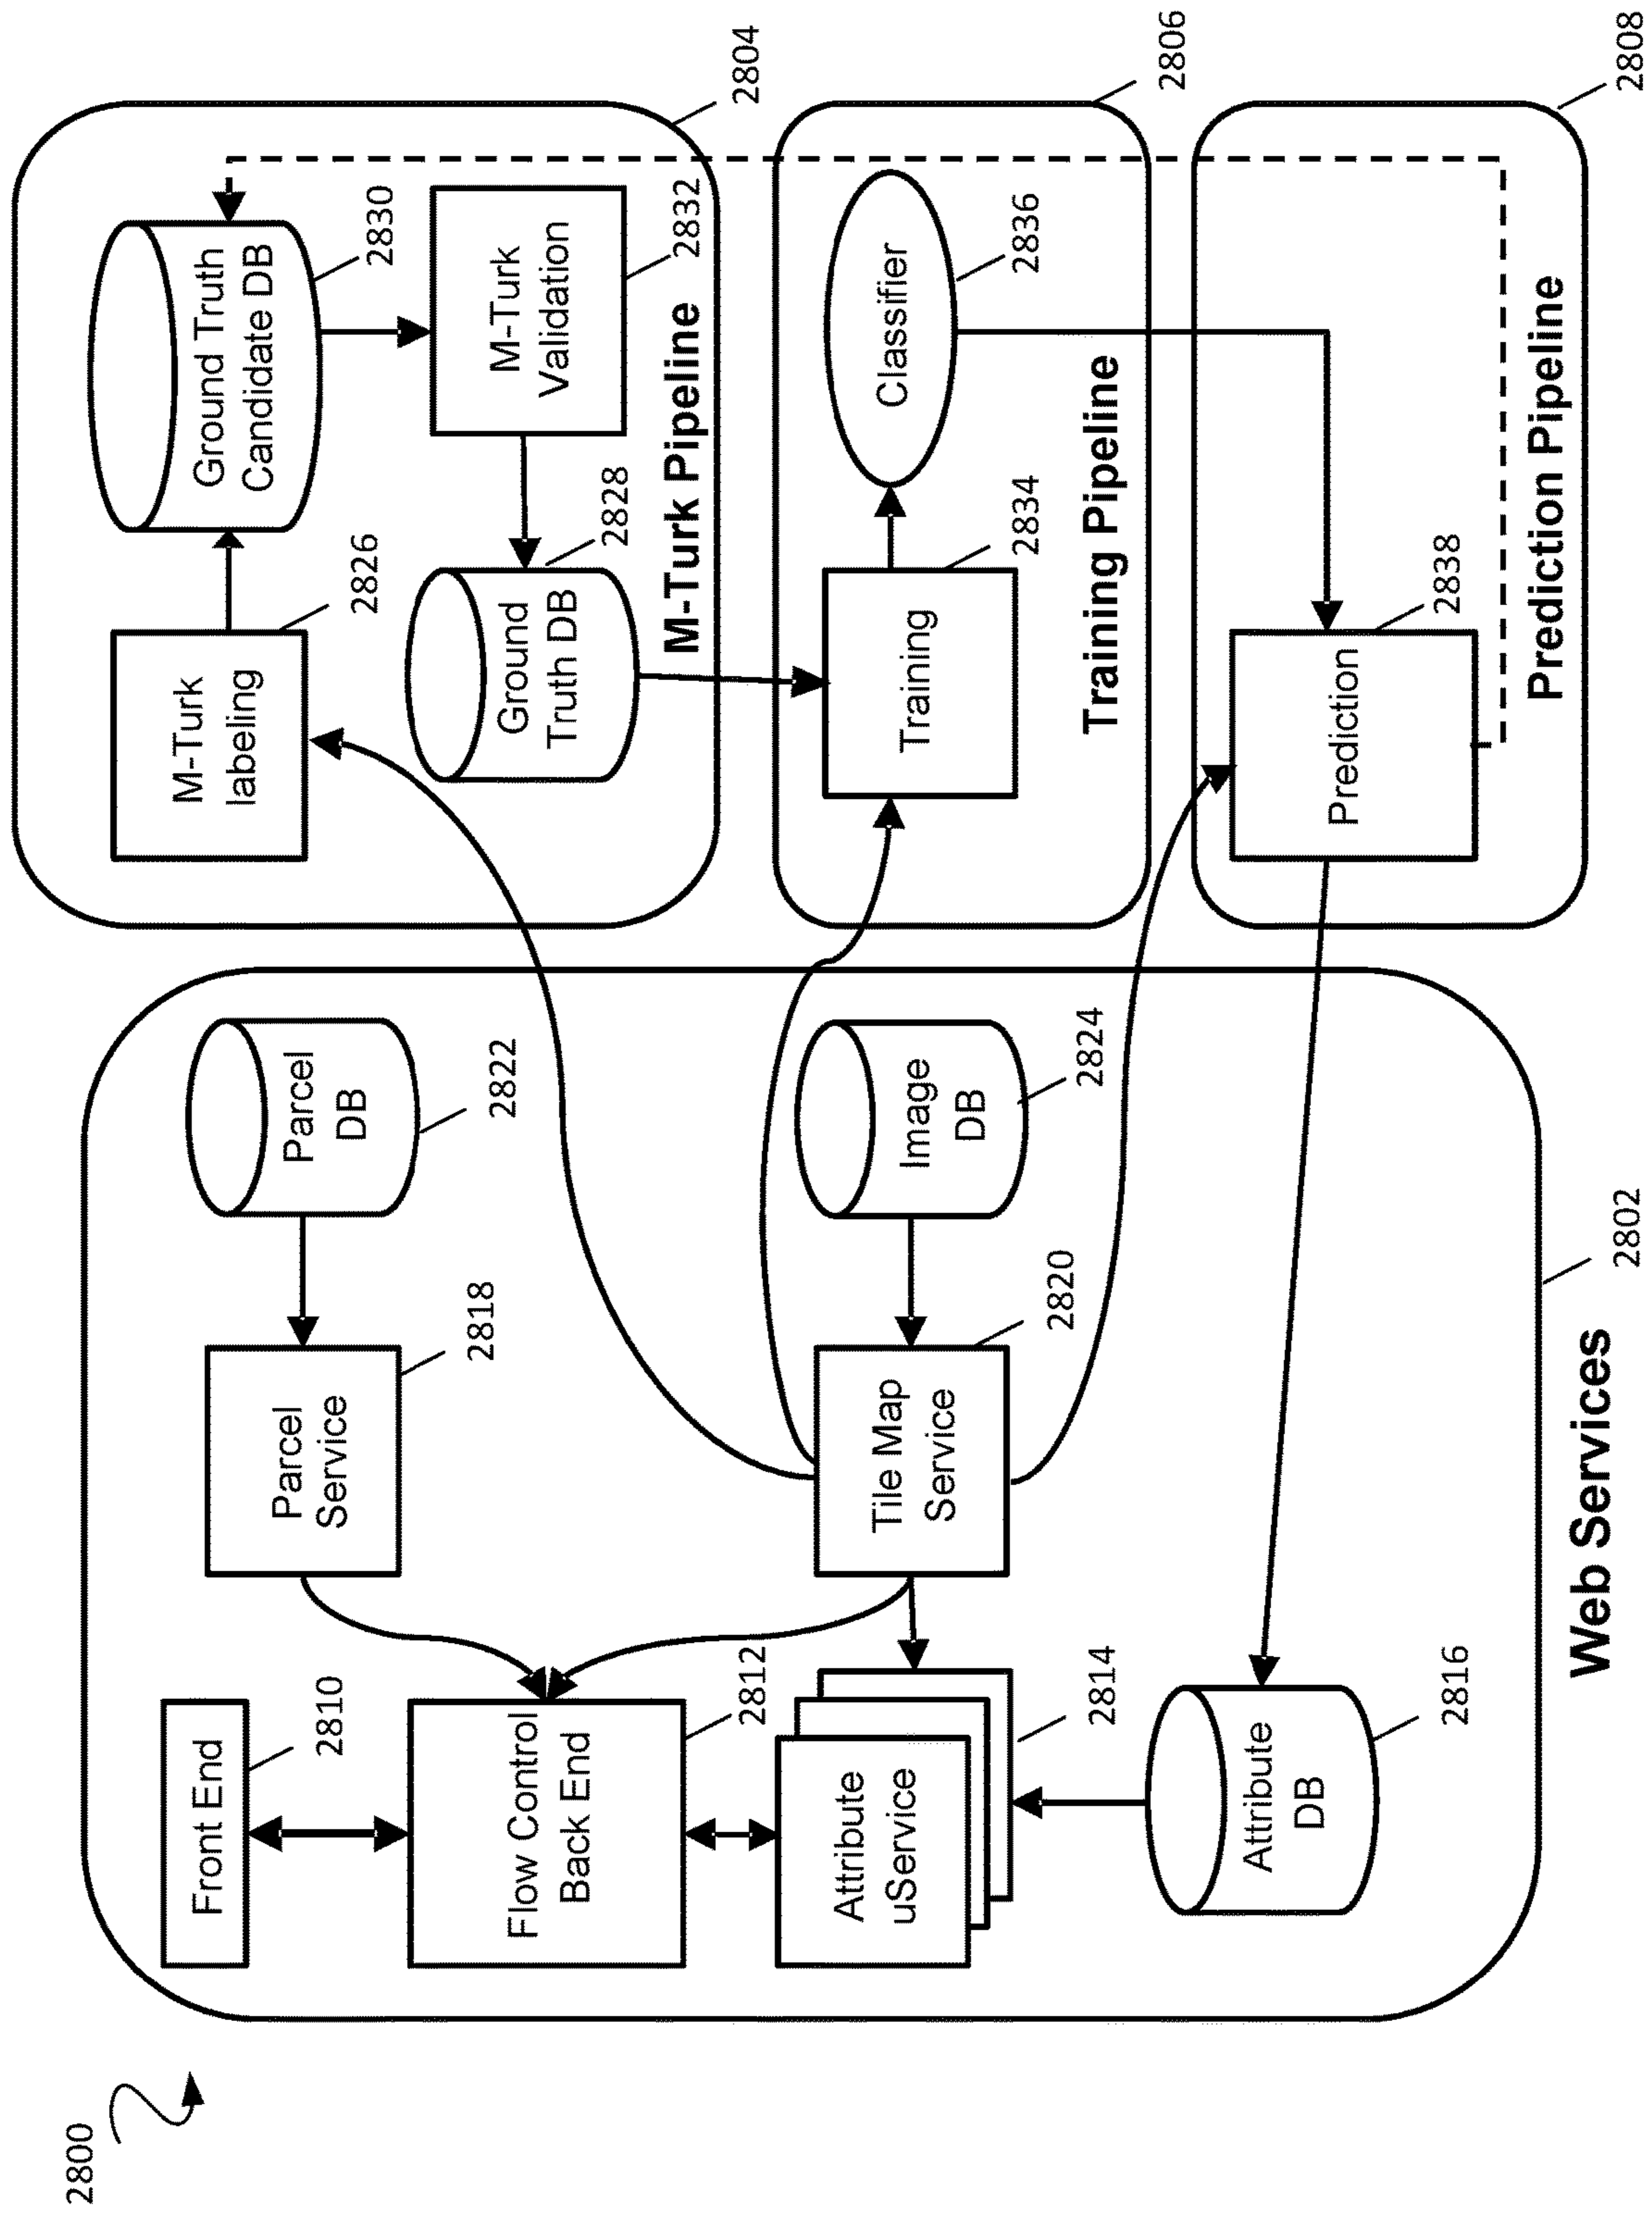 2800
Web Services
2802
Front End
2810
Flow Control
Back End
2812
Attribute
uService
2814
Attribute
DB
2816
Parcel
Service
2818
Tile Map
Service
2820
Parcel
DB
2822
Image
DB
2824
M-Turk Pipeline
2804
M-Turk
labeling
2826
Ground Truth
Candidate DB
2830
Ground
Truth DB
2828
M-Turk
Validation
2832
Training Pipeline
2806
Training
2834
Classifier
2836
Prediction Pipeline
2808
Prediction
2838